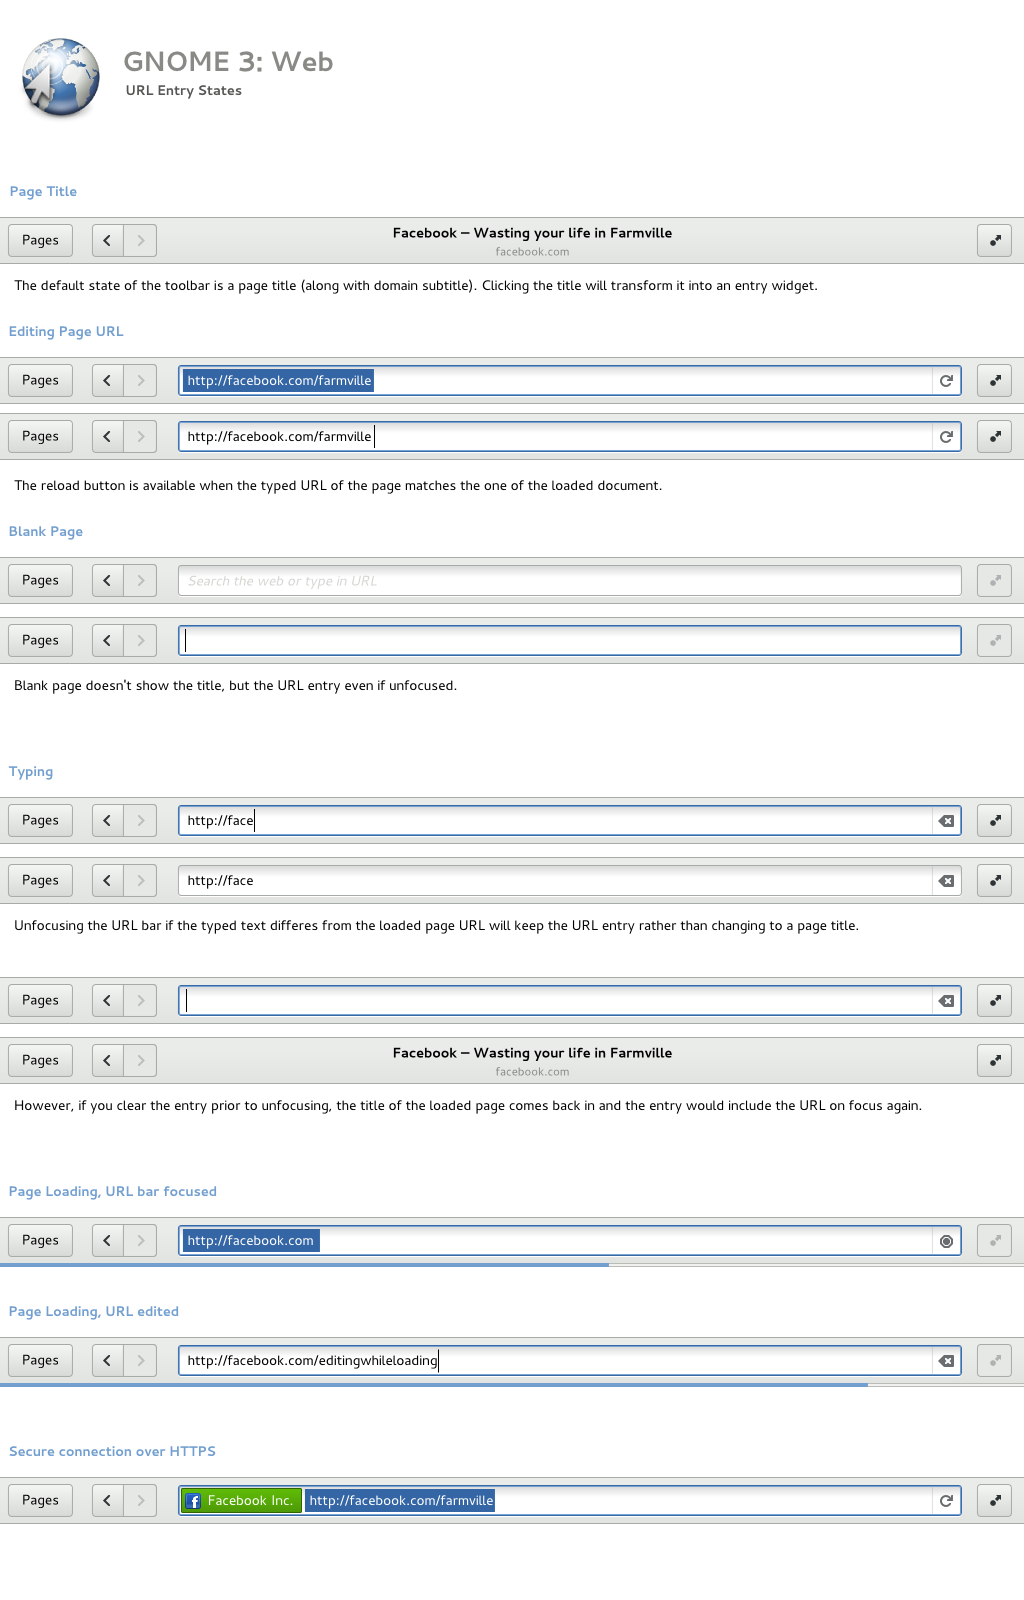 GNOME 3: Web
URL Entry States
Page Title
Pages
Facebook – Wasting your life in Farmville
facebook.com
The default state of the toolbar is a page title (along with domain subtitle). Clicking the title will transform it into an entry widget.
Editing Page URL
Pages http://facebook.com/farmville
Pages http://facebook.com/farmville
The reload button is available when the typed URL of the page matches the one of the loaded document.
Blank Page
Pages Search the web or type in URL
Pages
Blank page doesn't show the title, but the URL entry even if unfocused.
Typing
Pages http://face
Pages http://face
Unfocusing the URL bar if the typed text differes from the loaded page URL will keep the URL entry rather than changing to a page title.
Pages
Pages
Facebook – Wasting your life in Farmville
facebook.com
However, if you clear the entry prior to unfocusing, the title of the loaded page comes back in and the entry would include the URL on focus again.
Page Loading, URL bar focused
Pages http://facebook.com
Page Loading, URL edited
Pages http://facebook.com/editingwhileloading
Secure connection over HTTPS
Pages f Facebook Inc. http://facebook.com/farmville